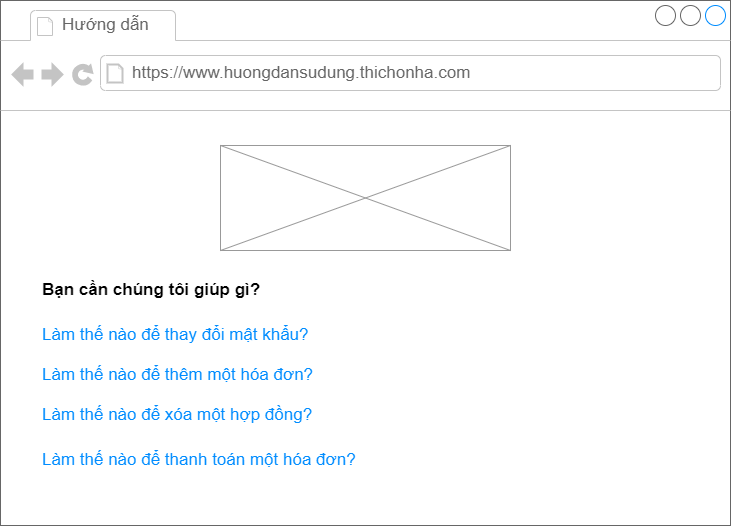 Hướng dẫn
https://www.huongdansudung.thichonha.com
Bạn cần chúng tôi giúp gì?
Làm thế nào để thay đổi mật khẩu?
Làm thế nào để thêm một hóa đơn?
Làm thế nào để xóa một hợp đồng?
Làm thế nào để thanh toán một hóa đơn?